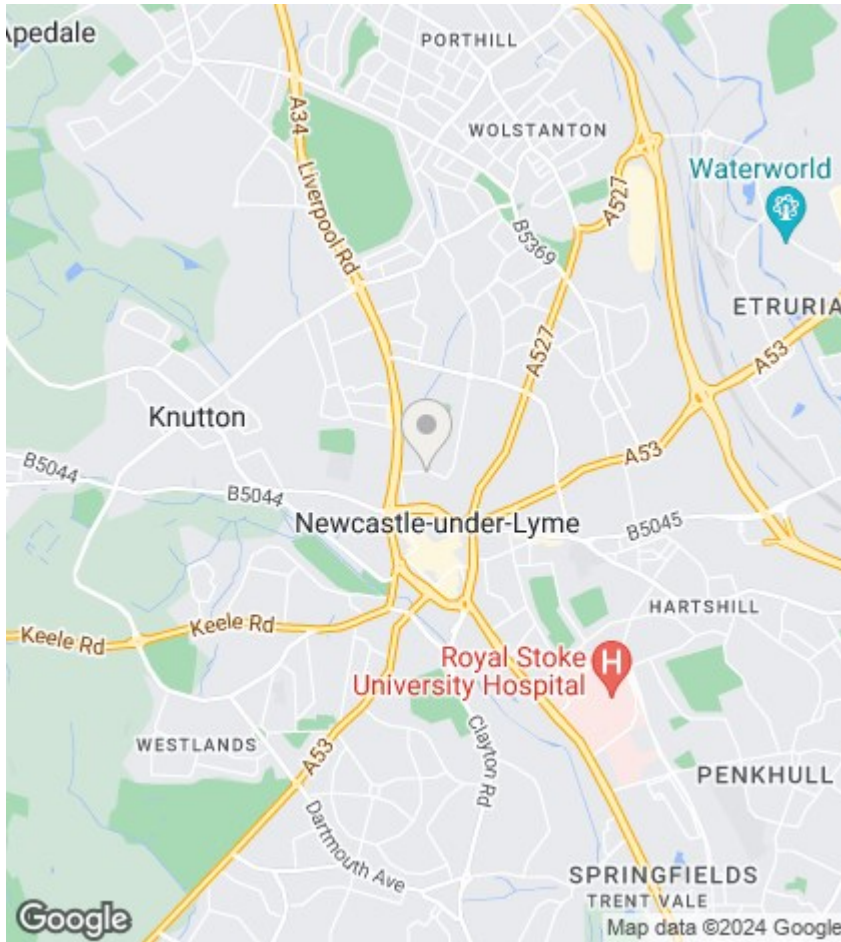 Apedale
PORTHILL
A34
WOLSTANTON
Waterworld
Liverpool Rd
A527
B5369
ETRURIA
A53
A527
Knutton
A53
B5044
B5044
Newcastle-under-Lyme
B5045
HARTSHILL
Keele Rd
Keele Rd
Royal Stoke
University Hospital
H
WESTLANDS
A53
Clayton Rd
PENKHULL
Dartmouth Ave
SPRINGFIELDS
TRENT VALE
Google
Map data ©2024 Google